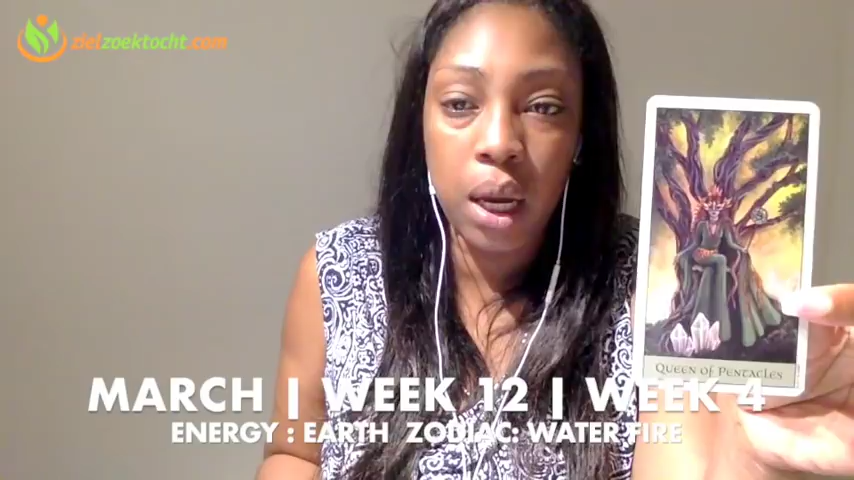 zielzoektocht.com
QUEEN OF PENTACLES
MARCH | WEEK 12 | WEEK 4
ENERGY : EARTH ZODIAC: WATER FIRE